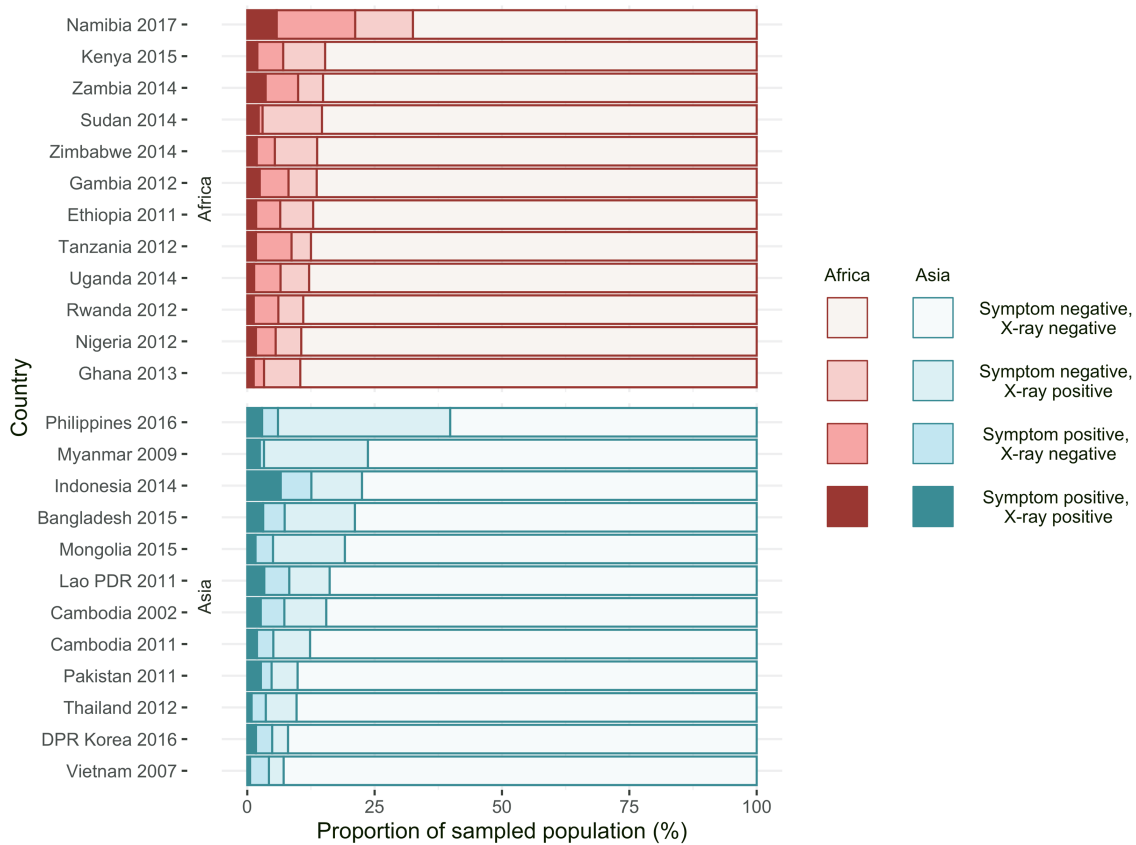 Namibia 2017
Kenya 2015
Zambia 2014
Sudan 2014
Zimbabwe 2014
Gambia 2012
Ethiopia 2011
Tanzania 2012
Uganda 2014
Rwanda 2012
Nigeria 2012
Ghana 2013
Africa
Philippines 2016
Myanmar 2009
Indonesia 2014
Bangladesh 2015
Mongolia 2015
Lao PDR 2011
Cambodia 2002
Cambodia 2011
Pakistan 2011
Thailand 2012
DPR Korea 2016
Vietnam 2007
Asia
Country
0 25 50 75 100
Proportion of sampled population (%)
Africa Asia
Symptom negative,
X-ray negative
Symptom negative,
X-ray positive
Symptom positive,
X-ray negative
Symptom positive,
X-ray positive